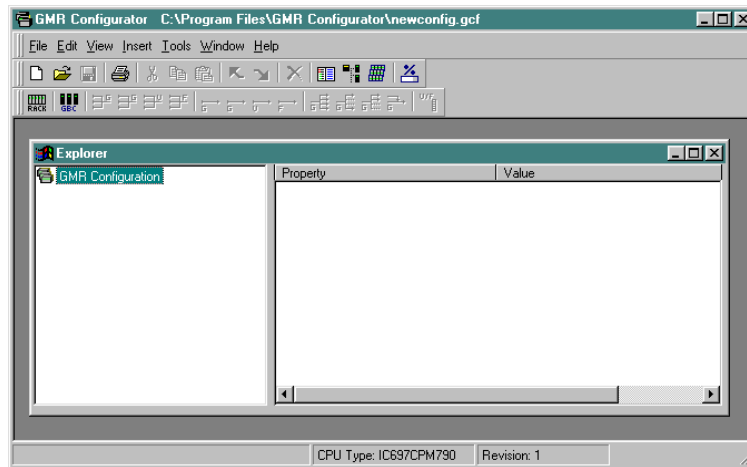 GMR Configurator C:\Program Files\GMR Configurator\newconfig.gcf
File Edit View Insert Tools Window Help
RACK GBC
Explorer
GMR Configuration
Property Value
CPU Type: IC697CPM790 Revision: 1